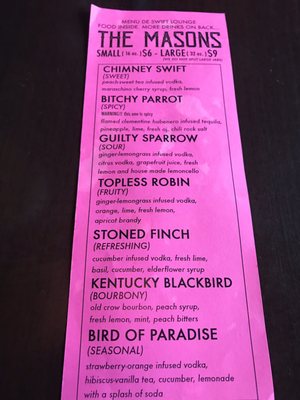 MENU DE SWIFT LOUNGE
FOOD INSIDE. MORE DRINKS ON BACK.
THE MASONS
SMALL( 16 oz. )$6 - LARGE( 32 oz. )$9
CHIMNEY SWIFT
(SWEET)
peach-sweet tea infused vodka,
maraschino cherry syrup, fresh lemon
BITCHY PARROT
(SPICY)
WARNING!!! this one is spicy
flamed clementine habenero infused tequila,
pineapple, lime, fresh oj, chili rock salt
GUILTY SPARROW
(SOUR)
ginger-lemongrass infused vodka,
citrus vodka, grapefruit juice, fresh
lemon and house made lemoncello
TOPLESS ROBIN
(FRUITY)
ginger-lemongrass infused vodka,
orange, lime, fresh lemon,
apricot brandy
STONED FINCH
(REFRESHING)
cucumber infused vodka, fresh lime,
basil, cucumber, elderflower syrup
KENTUCKY BLACKBIRD
(BOURBONY)
old crow bourbon, peach syrup,
fresh lemon, mint, peach bitters
BIRD OF PARADISE
(SEASONAL)
strawberry-orange infused vodka,
hibiscus-vanilla tea, cucumber, lemonade
with a splash of soda